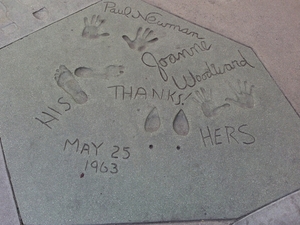 Paul Newman
Joanne
Woodward
THANKS.
HIS
HERS
MAY 25
1963